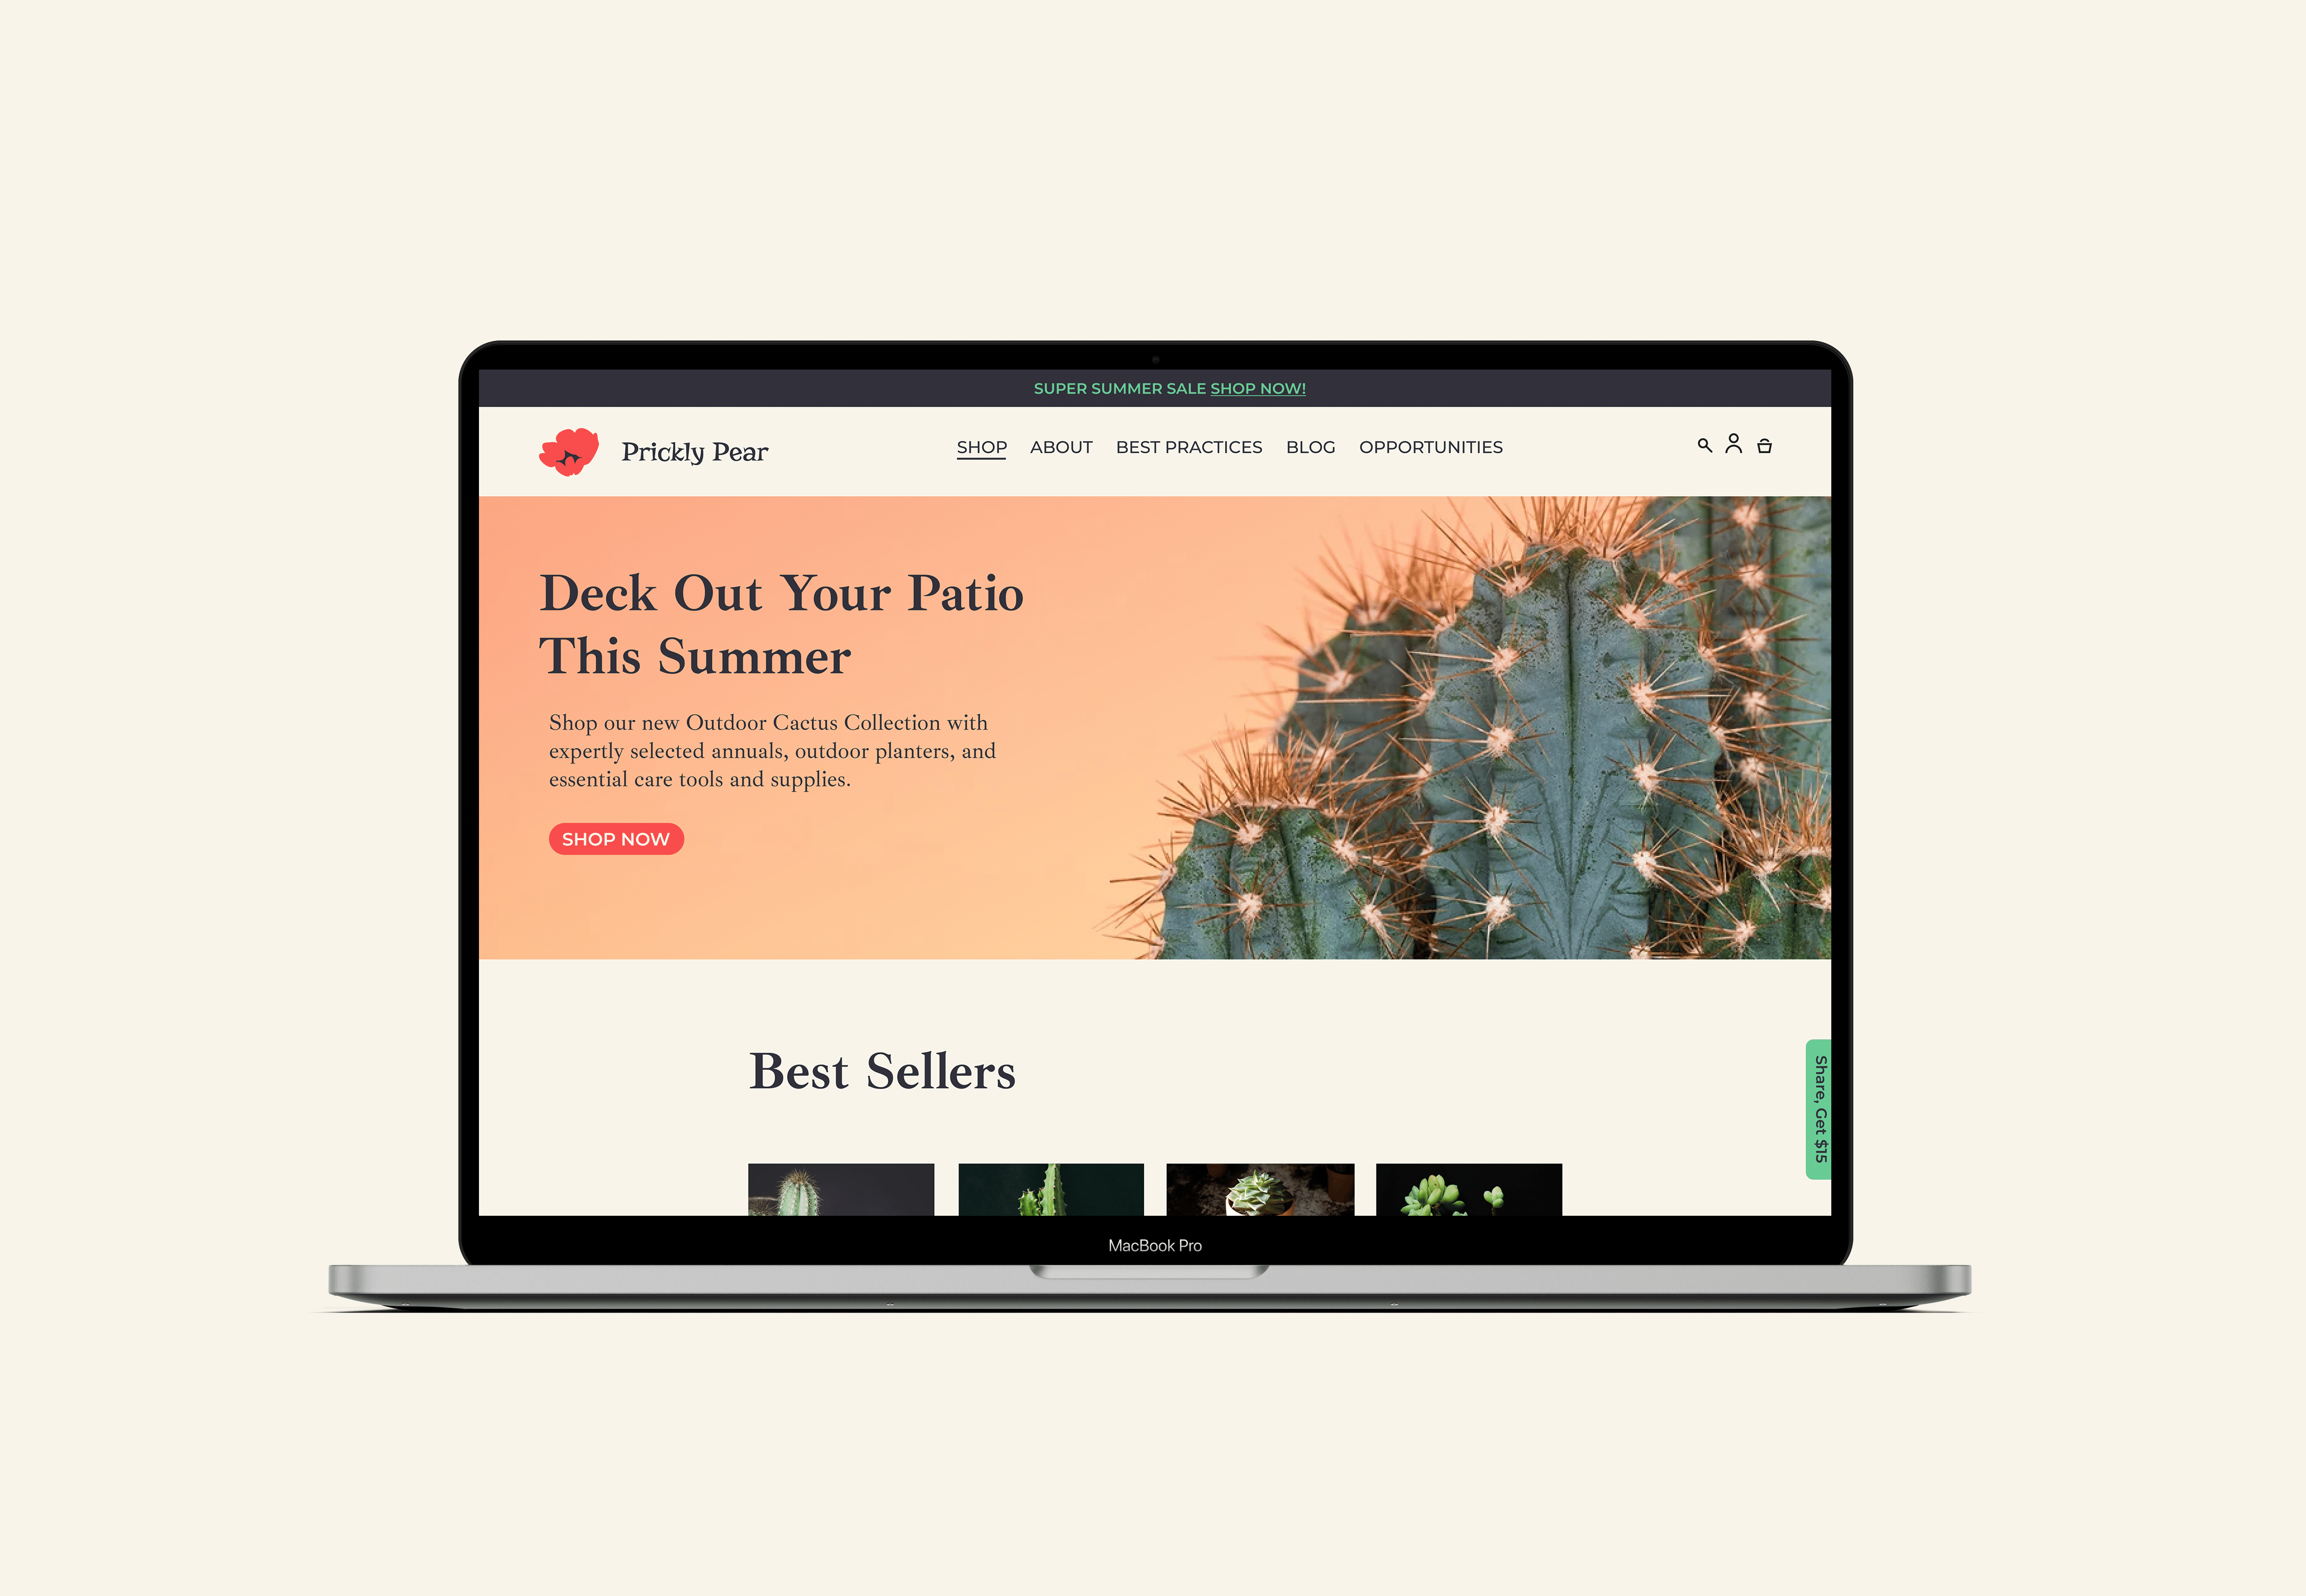 SUPER SUMMER SALE SHOP NOW!
Prickly Pear
SHOP ABOUT BEST PRACTICES BLOG OPPORTUNITIES
Deck Out Your Patio
This Summer
Shop our new Outdoor Cactus Collection with
expertly selected annuals, outdoor planters, and
essential care tools and supplies.
SHOP NOW
Best Sellers
Share, Get $15
MacBook Pro